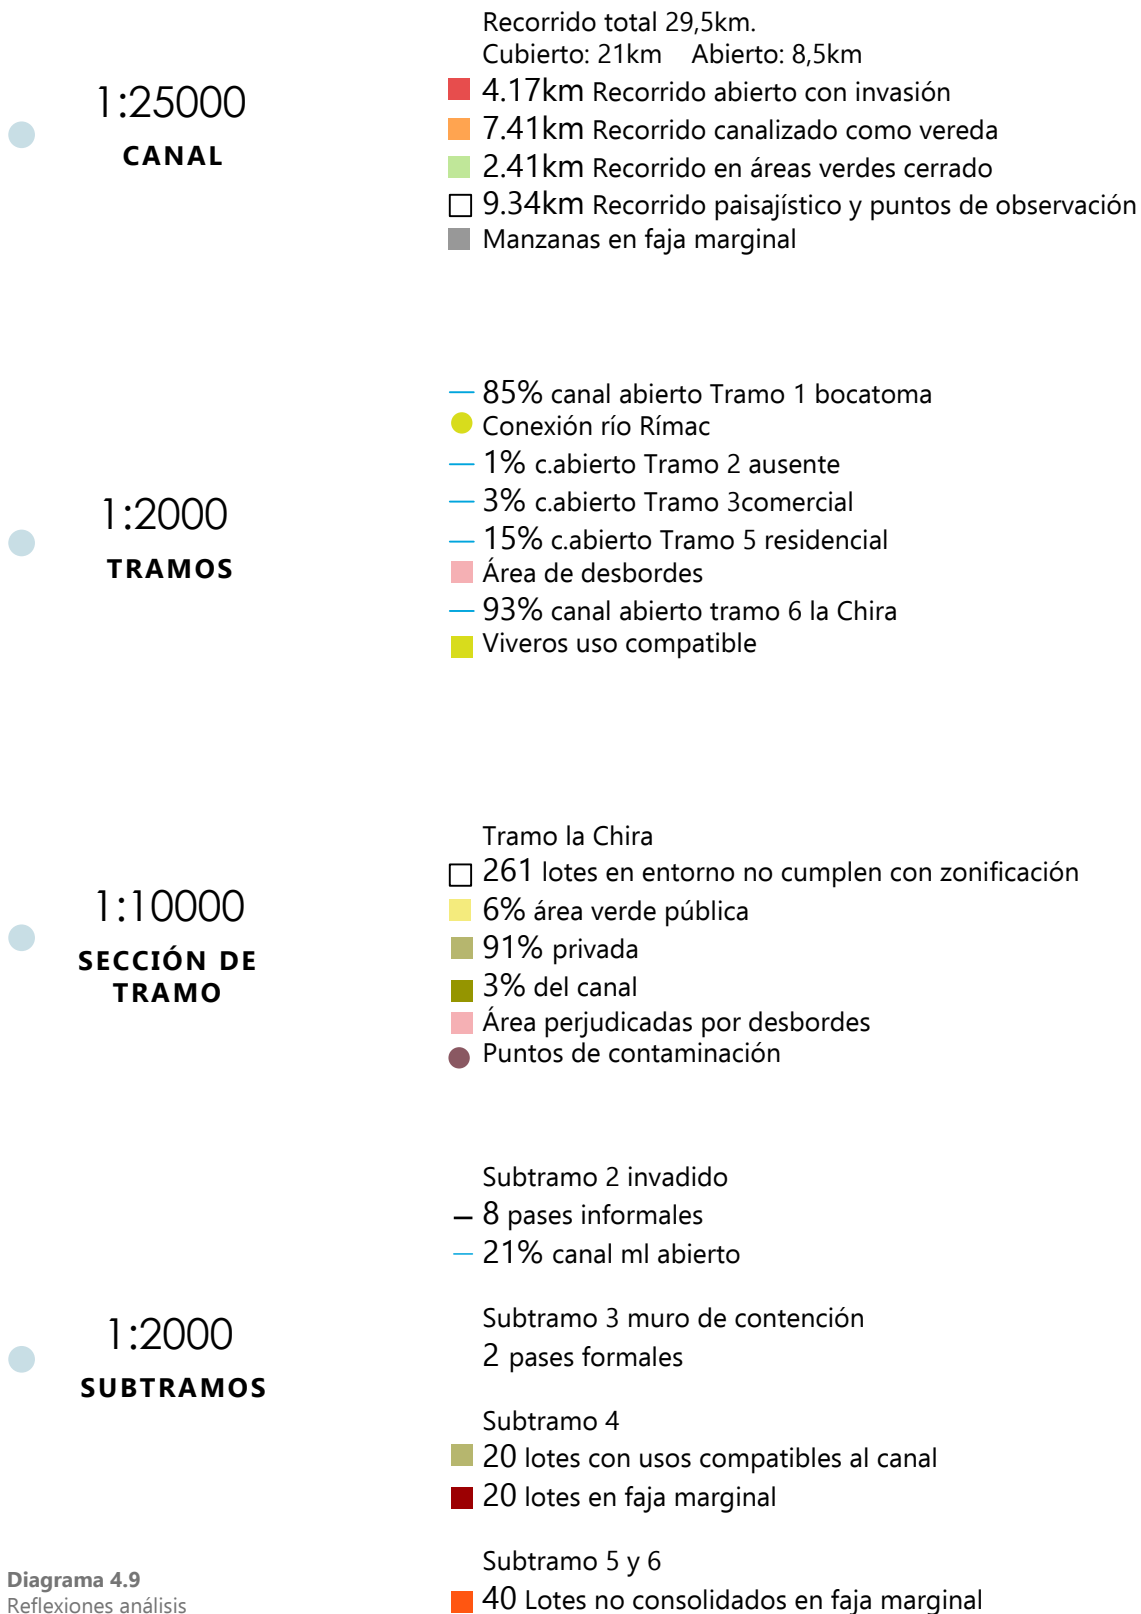 1:25000
CANAL
Recorrido total 29,5km.
Cubierto: 21km Abierto: 8,5km
4.17km Recorrido abierto con invasión
7.41km Recorrido canalizado como vereda
2.41km Recorrido en áreas verdes cerrado
9.34km Recorrido paisajístico y puntos de observación
Manzanas en faja marginal
1:2000
TRAMOS
85% canal abierto Tramo 1 bocatoma
Conexión río Rímac
1% c.abierto Tramo 2 ausente
3% c.abierto Tramo 3comercial
15% c.abierto Tramo 5 residencial
Área de desbordes
93% canal abierto tramo 6 la Chira
Viveros uso compatible
1:10000
SECCIÓN DE
TRAMO
Tramo la Chira
261 lotes en entorno no cumplen con zonificación
6% área verde pública
91% privada
3% del canal
Área perjudicadas por desbordes
Puntos de contaminación
1:2000
SUBTRAMOS
Subtramo 2 invadido
8 pases informales
21% canal ml abierto
Subtramo 3 muro de contención
2 pases formales
Subtramo 4
20 lotes con usos compatibles al canal
20 lotes en faja marginal
Subtramo 5 y 6
40 Lotes no consolidados en faja marginal
Diagrama 4.9
Reflexiones análisis